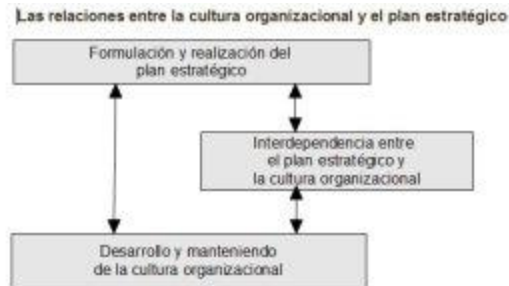 Las relaciones entre la cultura organizacional y el plan estratégico
Formulación y realización del
plan estratégico
Interdependencia entre
el plan estratégico y
la cultura organizacional
Desarrollo y manteniendo
de la cultura organizacional